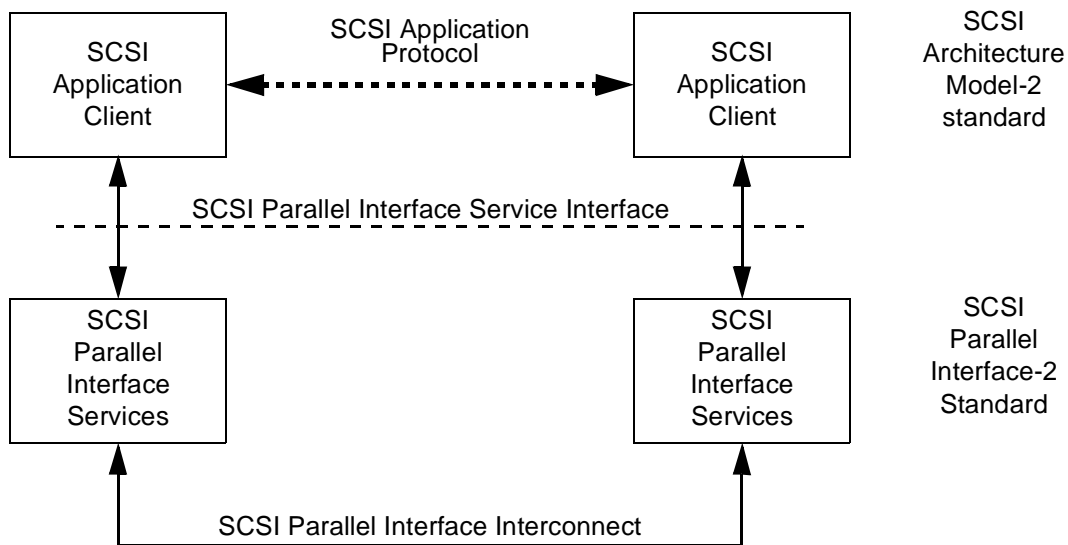 SCSI
Application
Client
SCSI Application
Protocol
SCSI
Application
Client
SCSI
Architecture
Model-2
standard
SCSI Parallel Interface Service Interface
SCSI
Parallel
Interface
Services
SCSI
Parallel
Interface
Services
SCSI
Parallel
Interface-2
Standard
SCSI Parallel Interface Interconnect